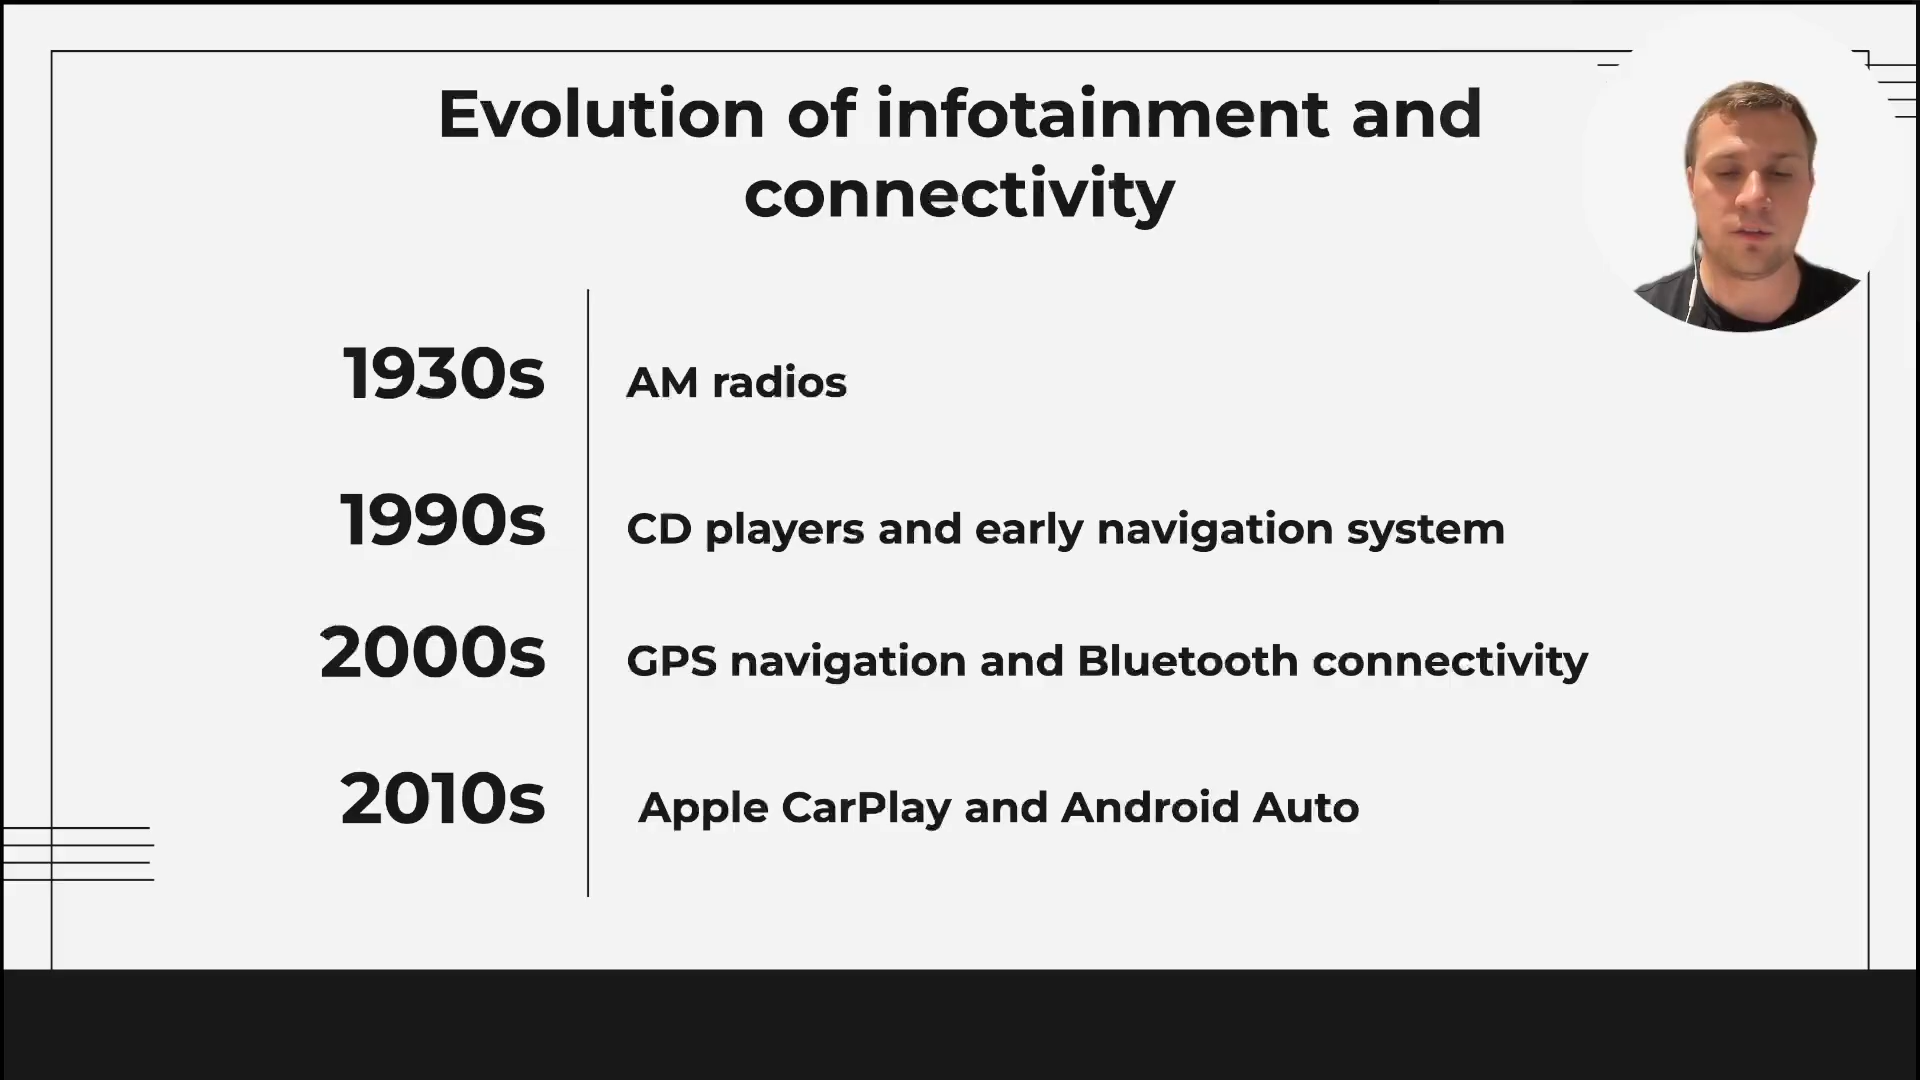 Evolution of infotainment and
connectivity
1930s
AM radios
1990s
CD players and early navigation system
2000s
GPS navigation and Bluetooth connectivity
2010s
Apple CarPlay and Android Auto